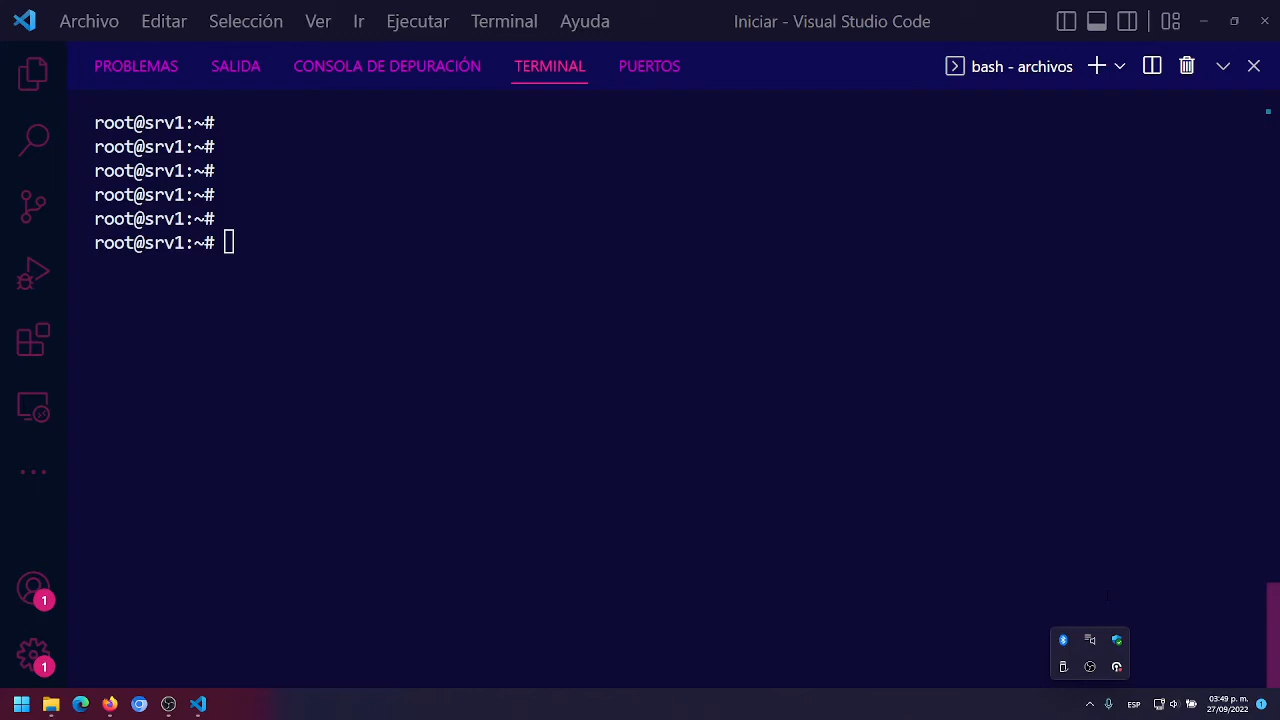 Archivo Editar Selección Ver Ir Ejecutar Terminal Ayuda Iniciar - Visual Studio Code
PROBLEMAS SALIDA CONSOLA DE DEPURACIÓN TERMINAL PUERTOS bash - archivos
root@srv1:~#
root@srv1:~#
root@srv1:~#
root@srv1:~#
root@srv1:~#
root@srv1:~#
1
1
ESP 03:49 p. m.
27/09/2022 1